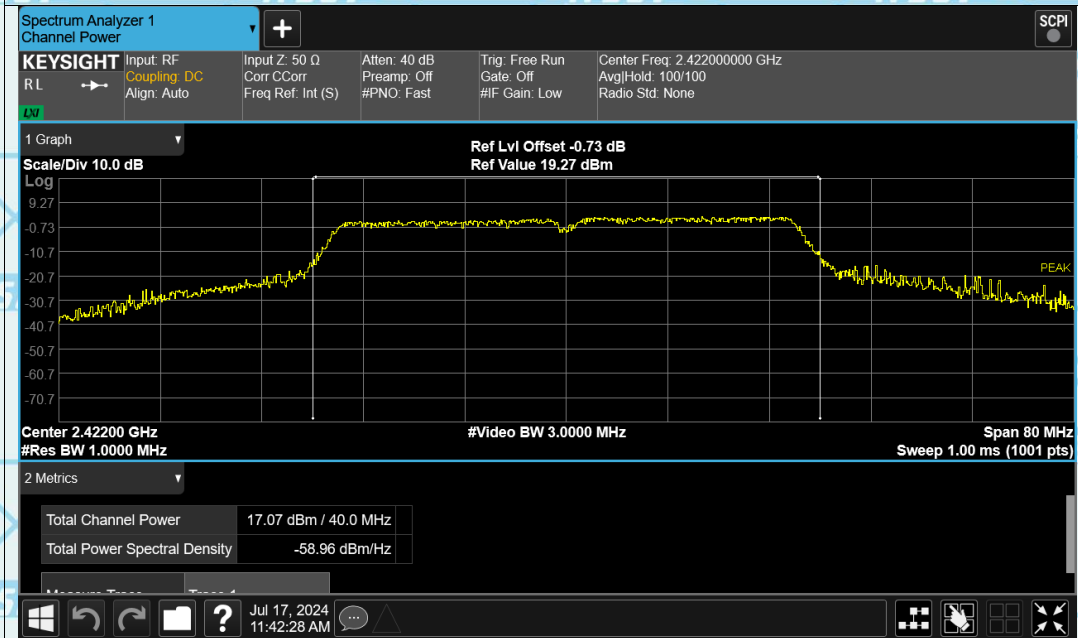 Spectrum Analyzer 1
Channel Power
+
SCPI
KEYSIGHT
R L
LXI
Input: RF
Coupling: DC
Align: Auto
Input Z: 50 Ω
Corr CCorr
Freq Ref: Int (S)
Atten: 40 dB
Preamp: Off
#PNO: Fast
Trig: Free Run
Gate: Off
#IF Gain: Low
Center Freq: 2.422000000 GHz
Avg|Hold: 100/100
Radio Std: None
1 Graph
Ref Lvl Offset -0.73 dB
Scale/Div 10.0 dB
Ref Value 19.27 dBm
Log
9.27
-0.73
-10.7
-20.7
-30.7
-40.7
-50.7
-60.7
-70.7
PEAK
Center 2.42200 GHz
#Video BW 3.0000 MHz
Span 80 MHz
#Res BW 1.0000 MHz
Sweep 1.00 ms (1001 pts)
2 Metrics
Total Channel Power 17.07 dBm / 40.0 MHz
Total Power Spectral Density -58.96 dBm/Hz
Measure Trace Trace 1
?
Jul 17, 2024
11:42:28 AM